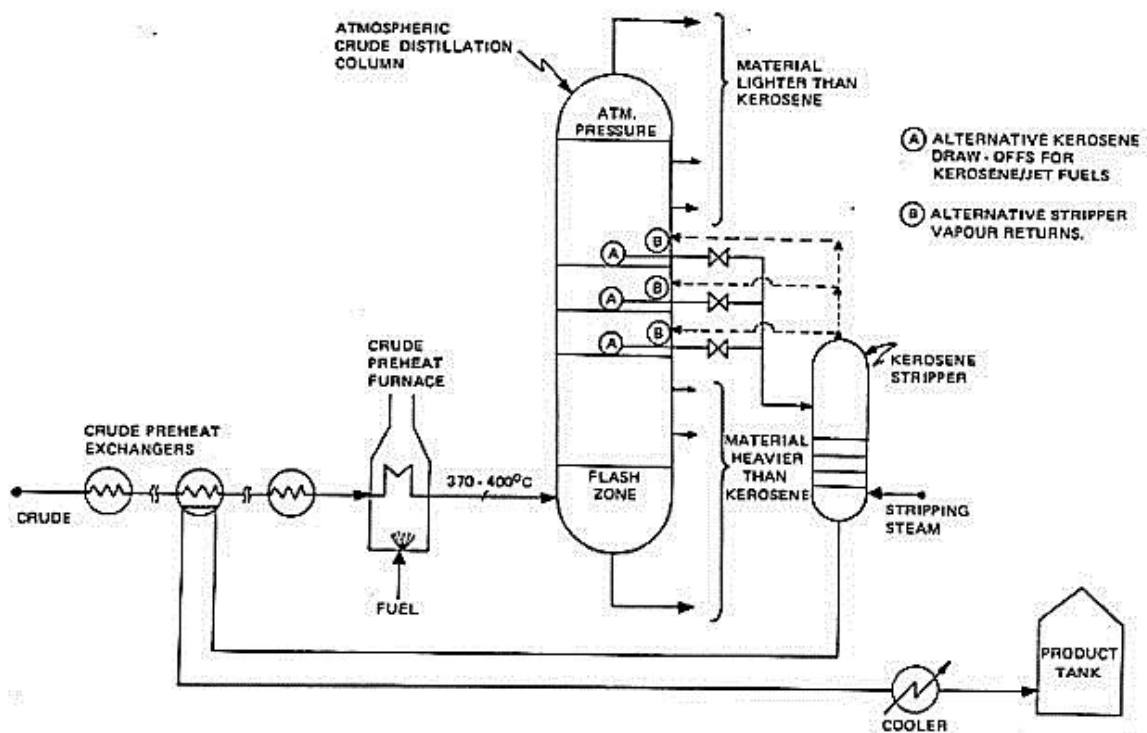 ATMOSPHERIC
CRUDE DISTILLATION
COLUMN
MATERIAL
LIGHTER THAN
KEROSENE
ATM.
PRESSURE
A ALTERNATIVE KEROSENE
DRAW - OFFS FOR
KEROSENE/JET FUELS
B ALTERNATIVE STRIPPER
VAPOUR RETURNS.
B
A
B
A
B
A
CRUDE
PREHEAT
FURNACE
KEROSENE
STRIPPER
CRUDE PREHEAT
EXCHANGERS
MATERIAL
HEAVIER
THAN
KEROSENE
370 - 400°C
FLASH
ZONE
CRUDE
STRIPPING
STEAM
FUEL
PRODUCT
TANK
COOLER